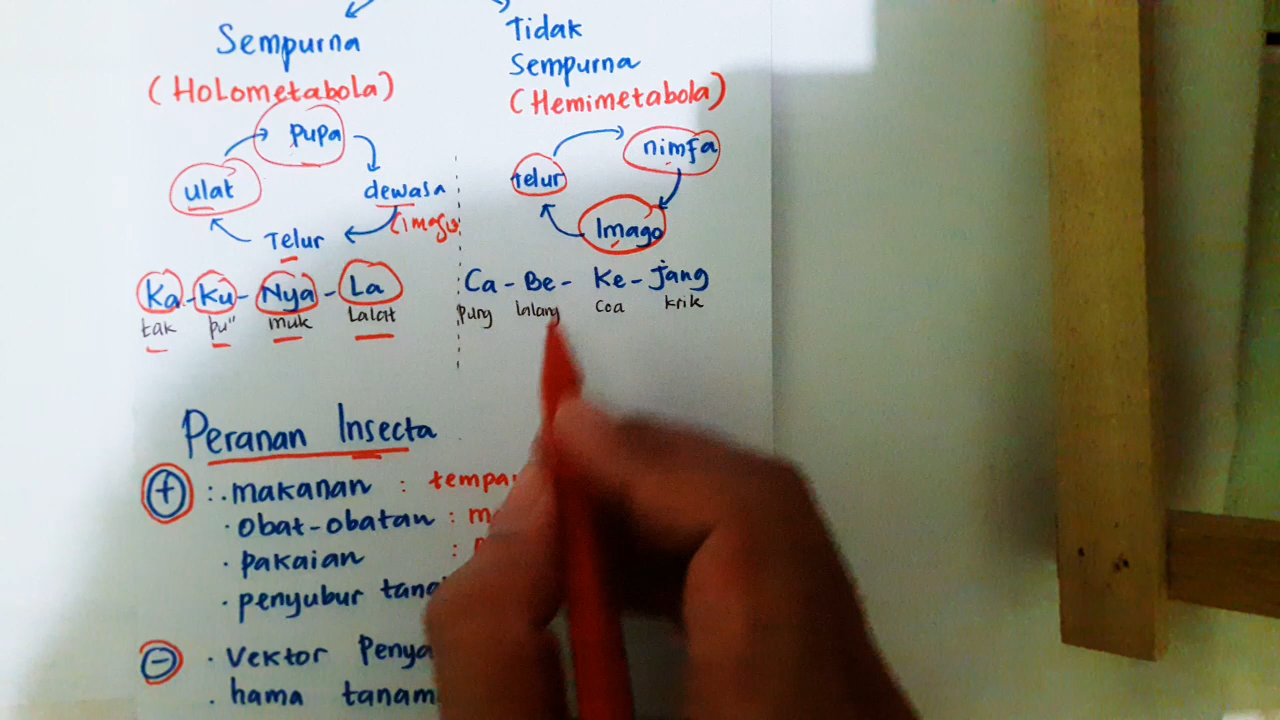 Sempurna
(Holometabola)
pupa
ulat
dewasa
(imago
Telur
Ka-Ku-Nya-La
tak pu" muk Lalat
Tidak
Sempurna
(Hemimetabola)
nimfa
Telur
Imago
Ca-Be-Ke-jang
pung lalang coa krik
Peranan Insecta
+ : . makanan : tempa
. obat-obatan : m
. pakaian :
. penyubur tana
- . Vektor Penya
. hama tanam